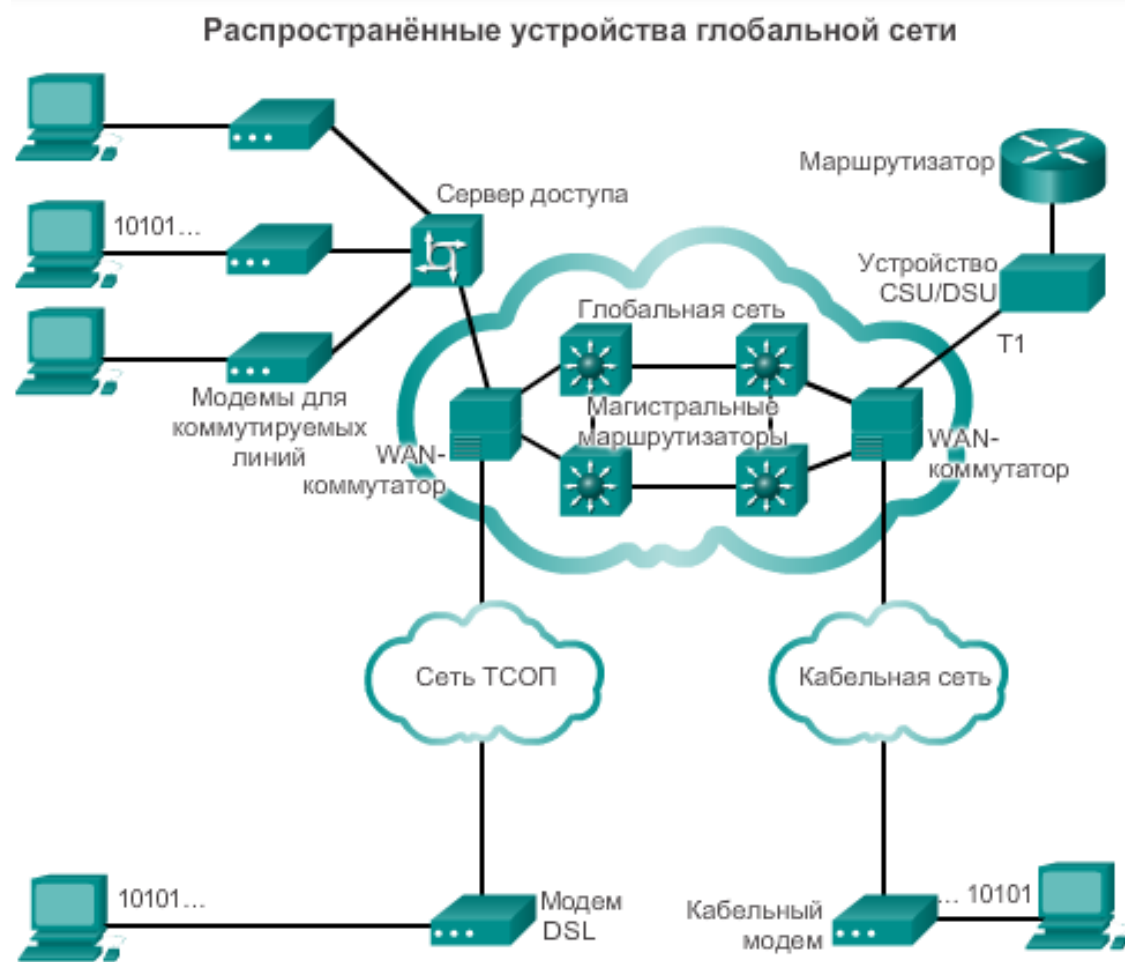 Распространённые устройства глобальной сети
Маршрутизатор
Сервер доступа
10101...
Устройство
CSU/DSU
Глобальная сеть
T1
Модемы для
коммутируемых
линий
Магистральные
маршрутизаторы
WAN-
коммутатор
WAN-
коммутатор
Сеть ТСОП
Кабельная сеть
10101...
Модем
DSL
Кабельный
модем
... 10101